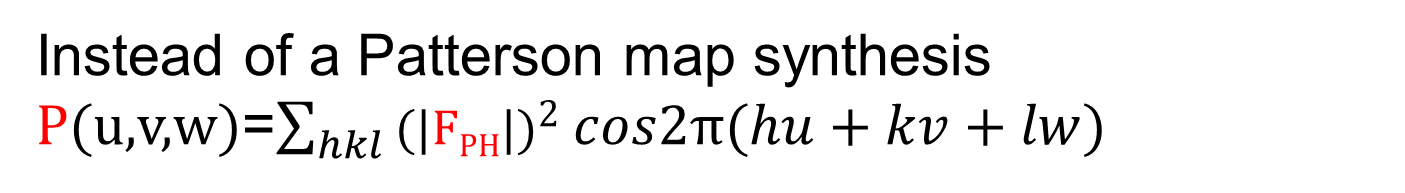 Instead of a Patterson map synthesis
P(u,v,w)=∑hkl (|FPH|)² cos2π(hu + kv + lw)